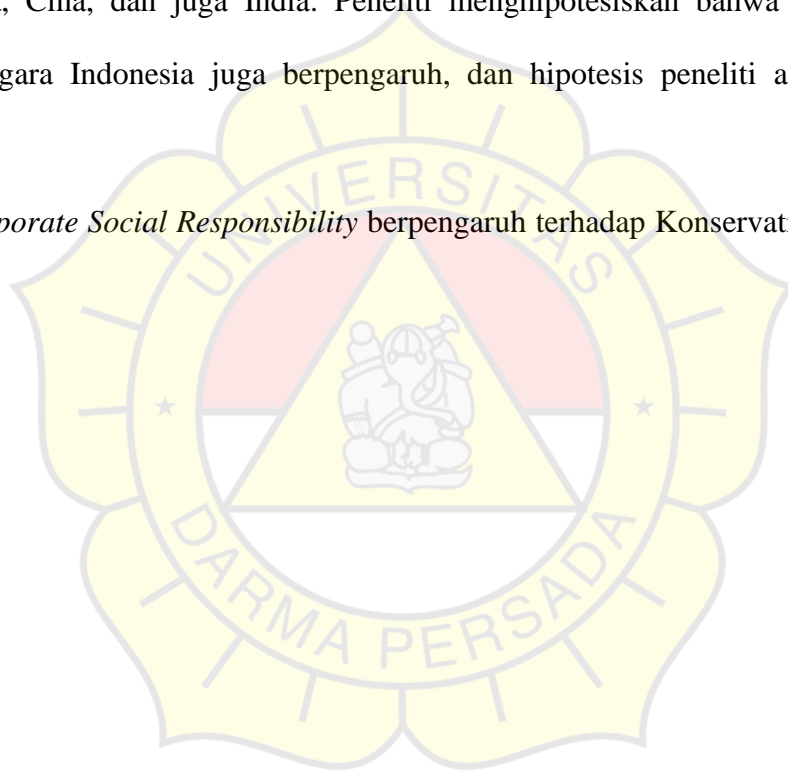 , Cina, dan juga India. Peneliti menghipotesiskan bahwa
gara Indonesia juga berpengaruh, dan hipotesis peneliti a
porate Social Responsibility berpengaruh terhadap Konservati
UNIVERSITAS
DARMA PERSADA